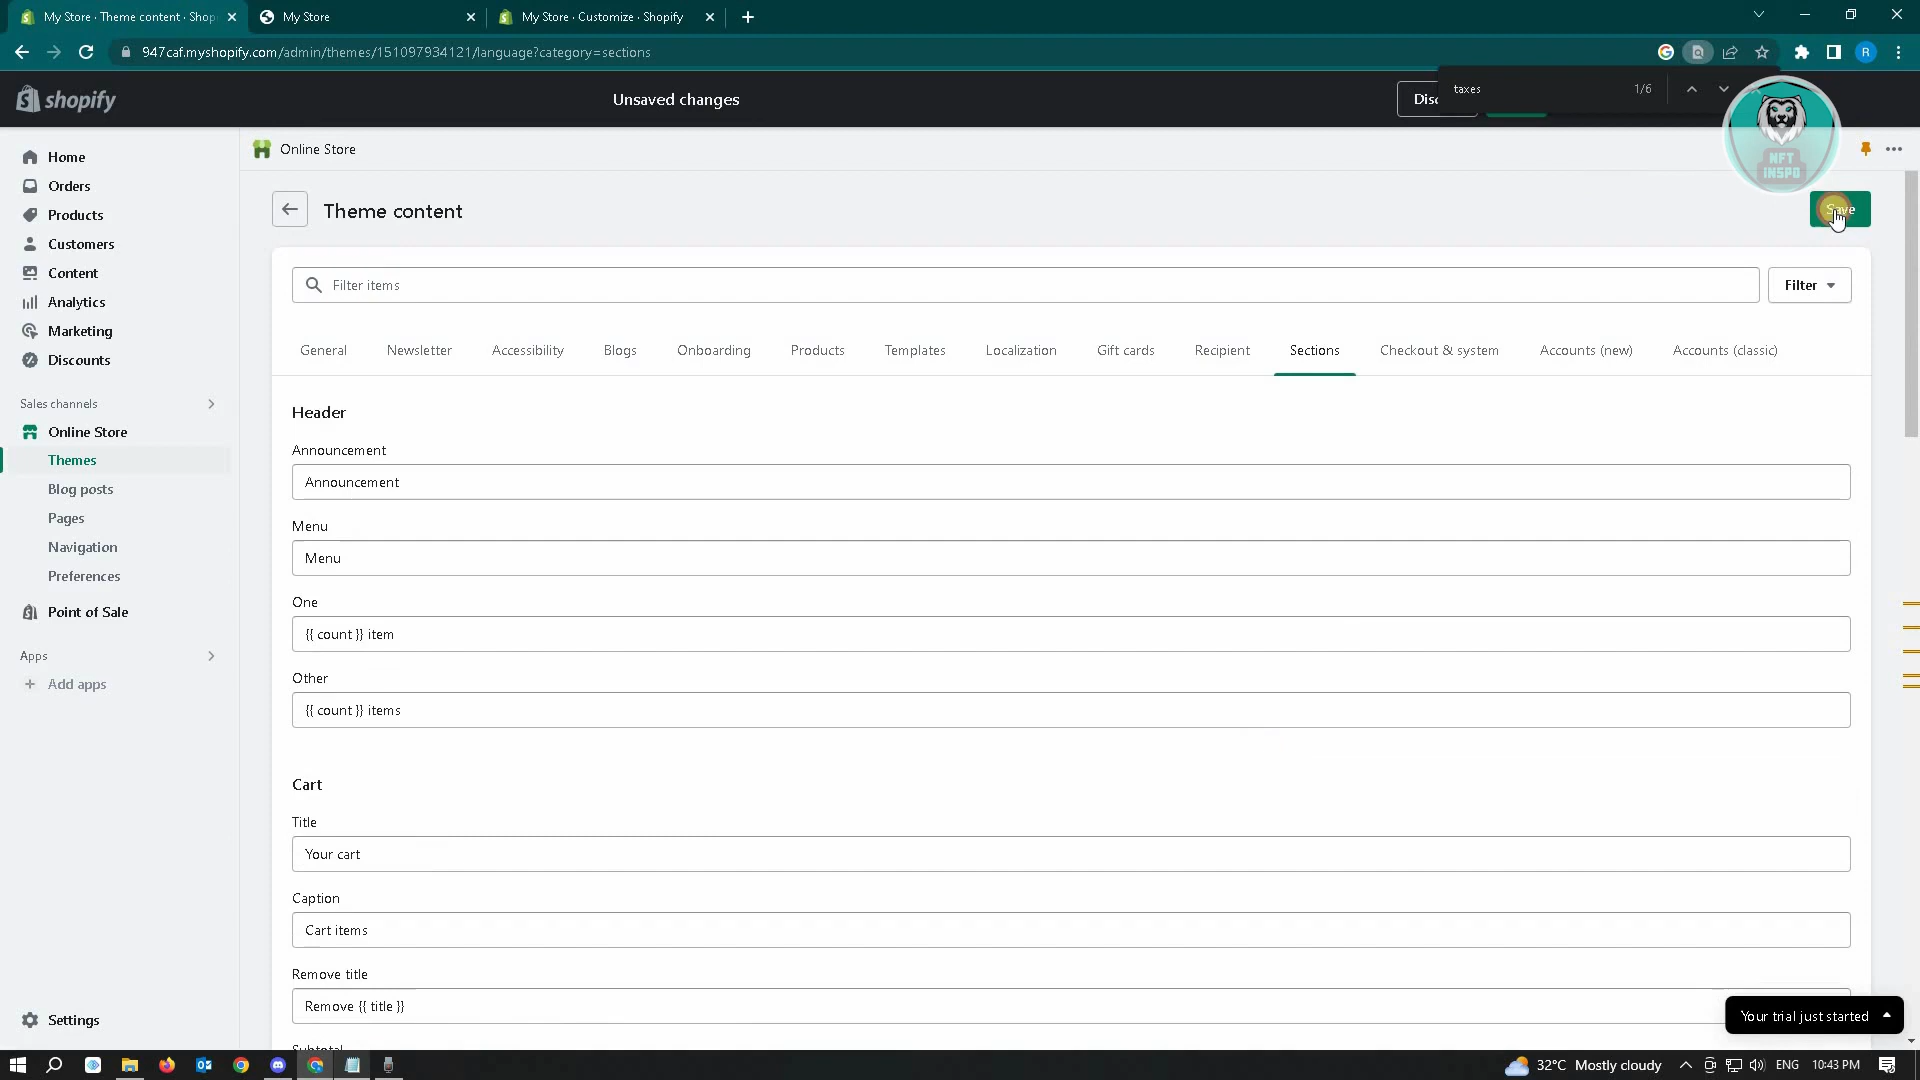 My Store · Theme content · Shop
My Store
My Store · Customize · Shopify
947caf.myshopify.com/admin/themes/151097934121/language?category=sections
R
shopify
Unsaved changes
taxes
1/6
NFT
INSPO
Home
Orders
Products
Customers
Content
Analytics
Marketing
Discounts
Sales channels
Online Store
Themes
Blog posts
Pages
Navigation
Preferences
Point of Sale
Apps
Add apps
Settings
Online Store
Theme content
Save
Filter items
Filter
General
Newsletter
Accessibility
Blogs
Onboarding
Products
Templates
Localization
Gift cards
Recipient
Sections
Checkout & system
Accounts (new)
Accounts (classic)
Header
Announcement
Announcement
Menu
Menu
One
{{ count }} item
Other
{{ count }} items
Cart
Title
Your cart
Caption
Cart items
Remove title
Remove {{ title }}
Subtotal
Your trial just started
32°C Mostly cloudy
ENG
10:43 PM